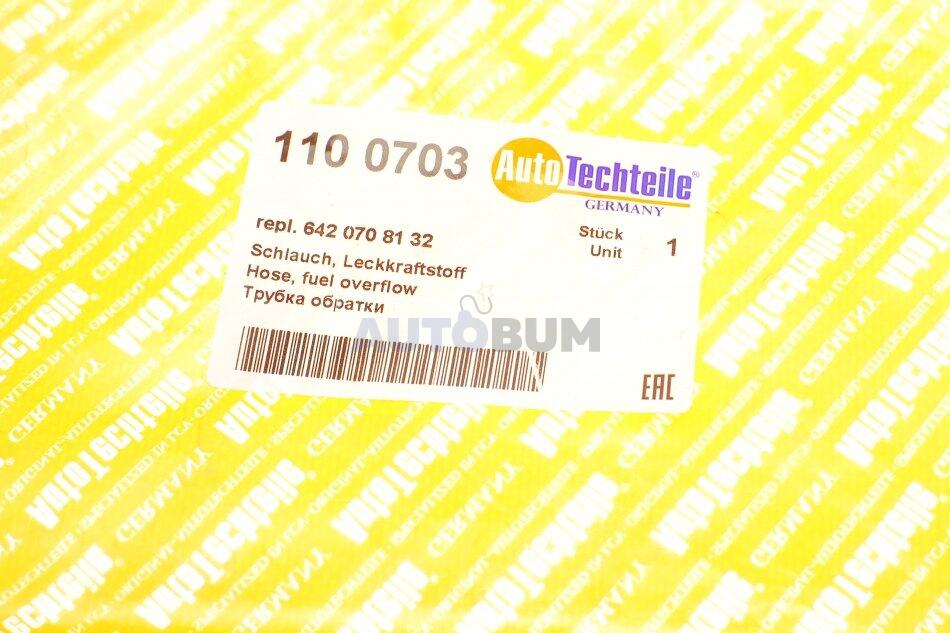 110 0703
AutoTechteile®
GERMANY
repl. 642 070 81 32
Stück
Unit
1
Schlauch, Leckkraftstoff
Hose, fuel overflow
Трубка обратки
AUTOBUM
EAC